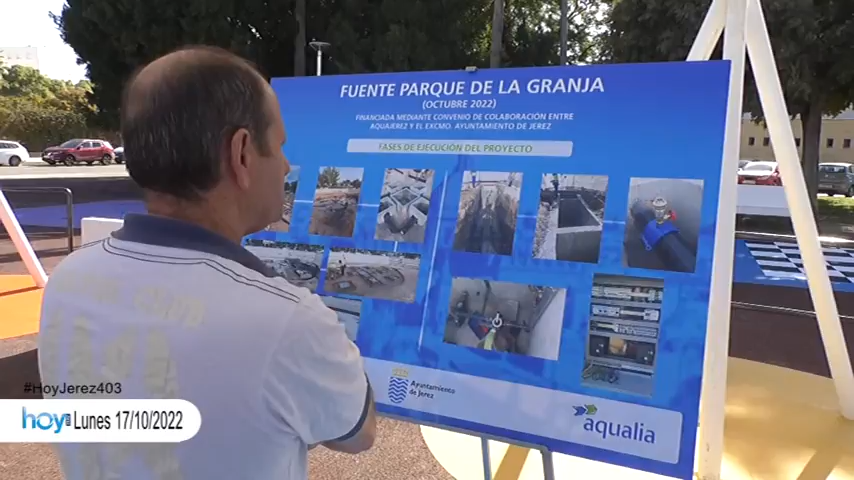 FUENTE PARQUE DE LA GRANJA
(OCTUBRE 2022)
FINANCIADA MEDIANTE CONVENIO DE COLABORACIÓN ENTRE
AQUAJEREZ Y EL EXCMO. AYUNTAMIENTO DE JEREZ
FASES DE EJECUCIÓN DEL PROYECTO
Ayuntamiento
de Jerez
aqualia
#HoyJerez403
hoy Lunes 17/10/2022